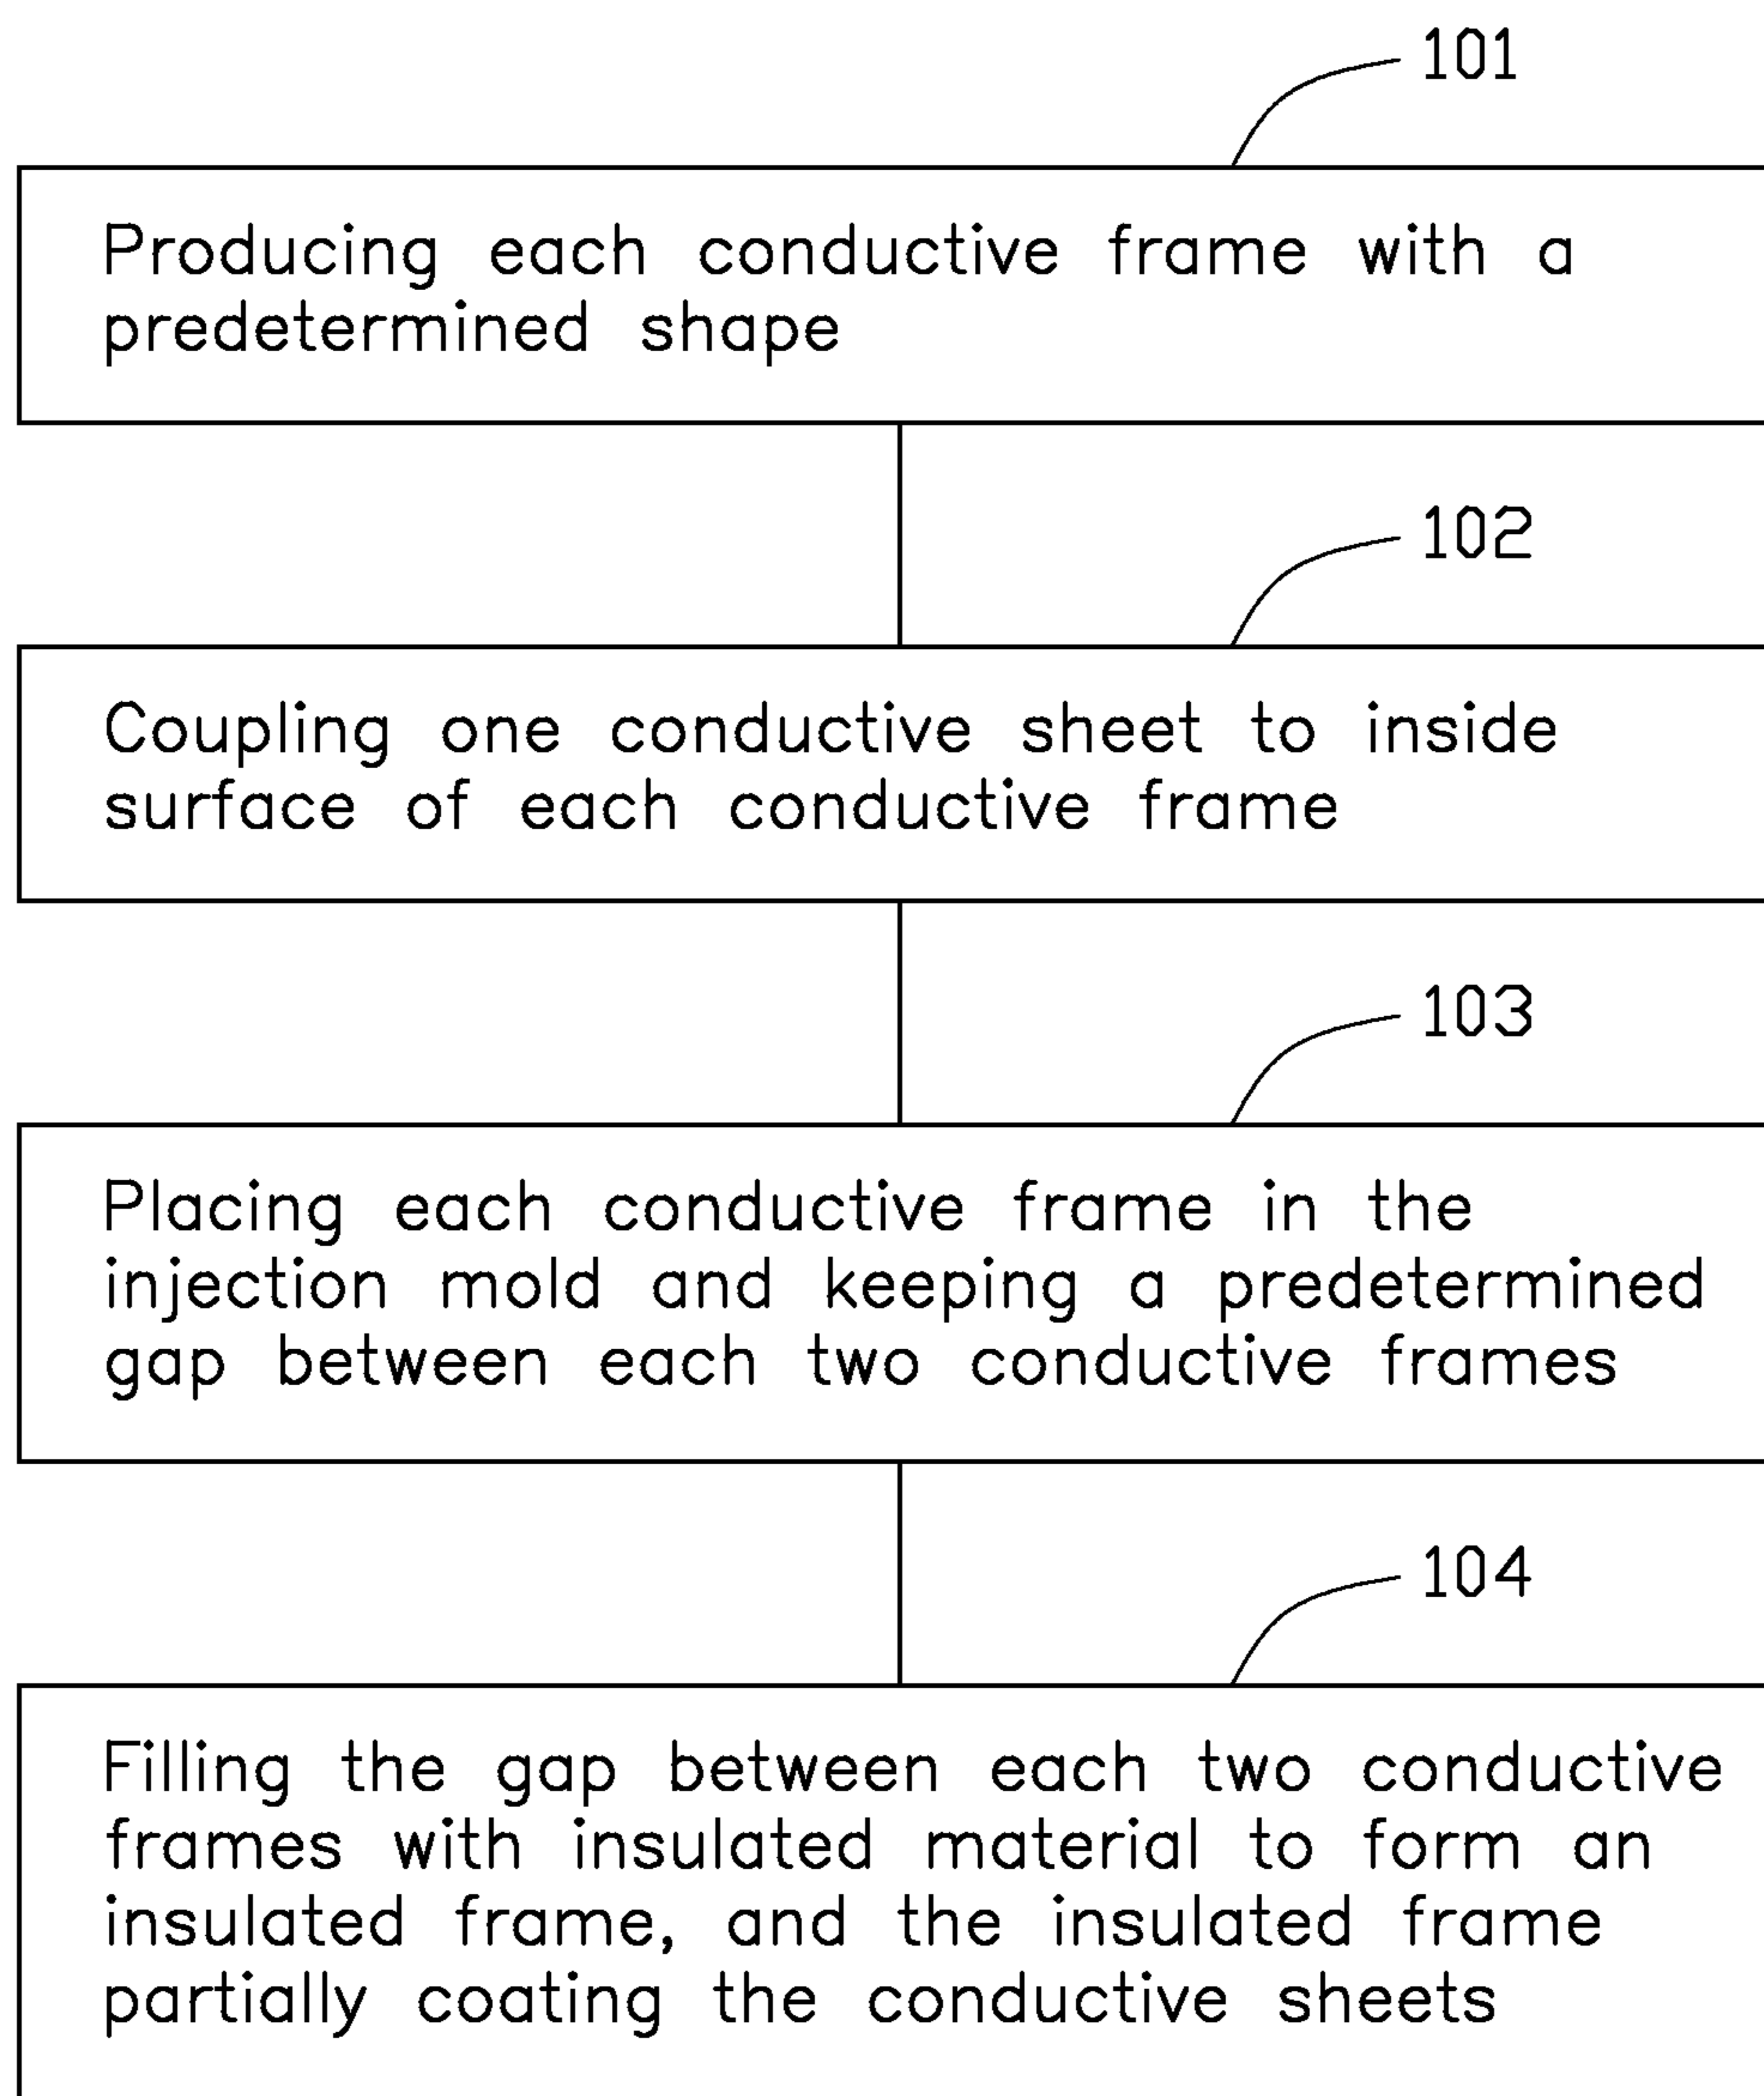 101
Producing each conductive frame with a
predetermined shape
102
Coupling one conductive sheet to inside
surface of each conductive frame
103
Placing each conductive frame in the
injection mold and keeping a predetermined
gap between each two conductive frames
104
Filling the gap between each two conductive
frames with insulated material to form an
insulated frame, and the insulated frame
partially coating the conductive sheets